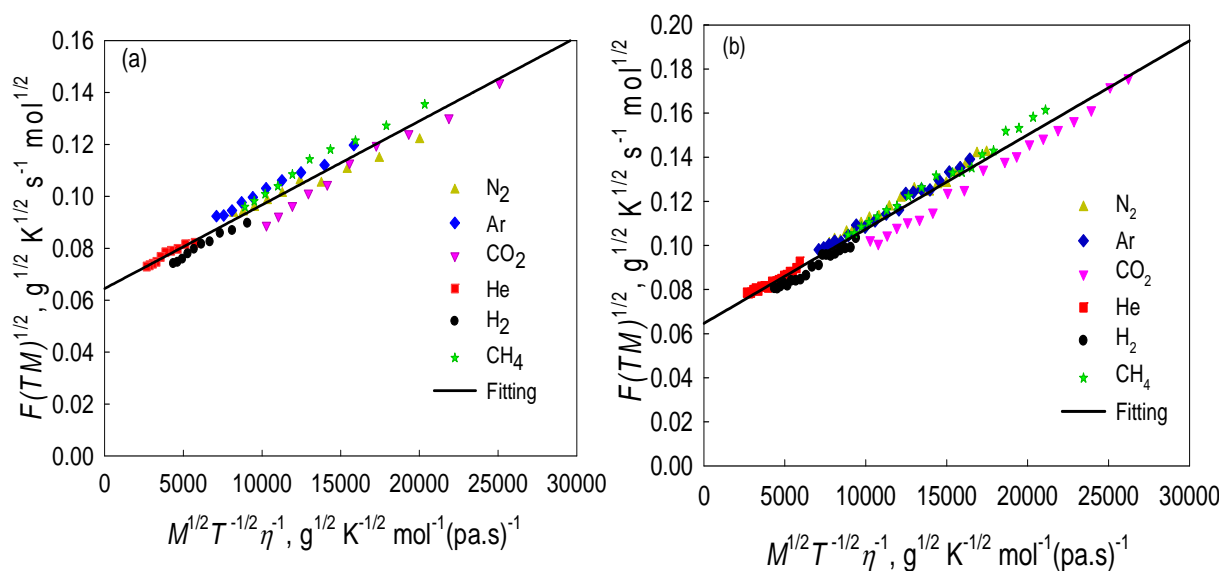 (a)
0.16
0.14
0.12
0.10
0.08
0.06
0.04
0.02
0.00
F(TM)^{1/2}, g^{1/2} K^{1/2} s^{-1} mol^{1/2}
N₂
Ar
CO₂
He
H₂
CH₄
Fitting
0 5000 10000 15000 20000 25000 30000
M^{1/2}T^{-1/2}η^{-1}, g^{1/2} K^{-1/2} mol^{-1}(pa.s)^{-1}
(b)
0.20
0.18
0.16
0.14
0.12
0.10
0.08
0.06
0.04
0.02
0.00
F(TM)^{1/2}, g^{1/2} K^{1/2} s^{-1} mol^{1/2}
N₂
Ar
CO₂
He
H₂
CH₄
Fitting
0 5000 10000 15000 20000 25000 30000
M^{1/2}T^{-1/2}η^{-1}, g^{1/2} K^{-1/2} mol^{-1}(pa.s)^{-1}